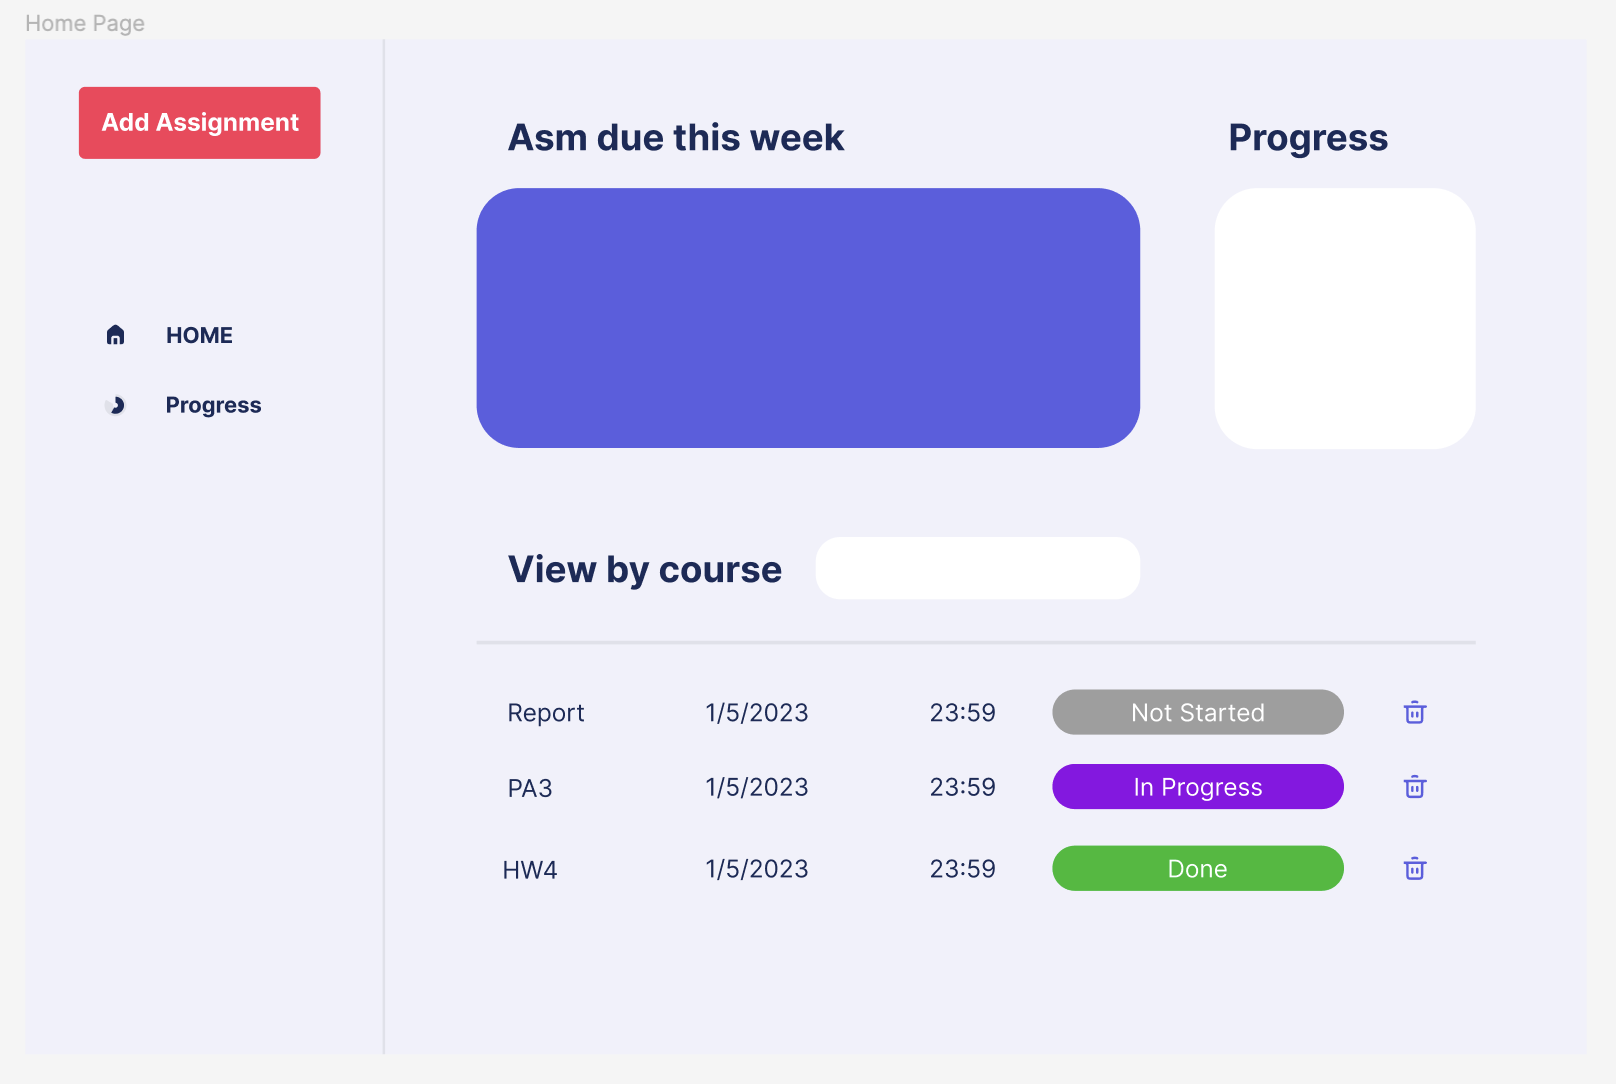 Home Page
Add Assignment
HOME
Progress
Asm due this week
Progress
View by course
Report 1/5/2023 23:59 Not Started
PA3 1/5/2023 23:59 In Progress
HW4 1/5/2023 23:59 Done